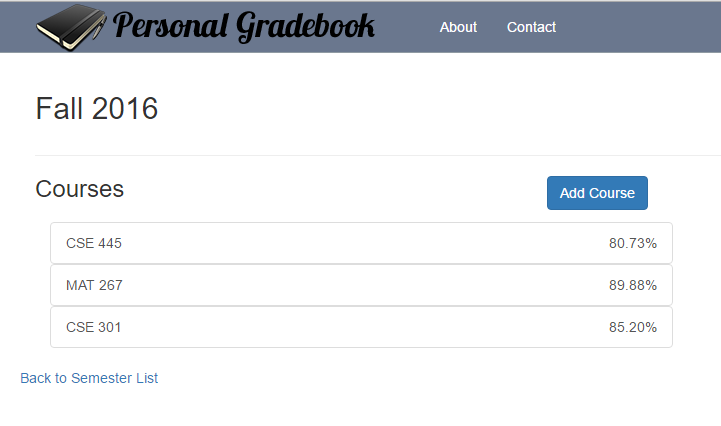 Personal Gradebook About Contact
Fall 2016
Courses Add Course
CSE 445 80.73%
MAT 267 89.88%
CSE 301 85.20%
Back to Semester List